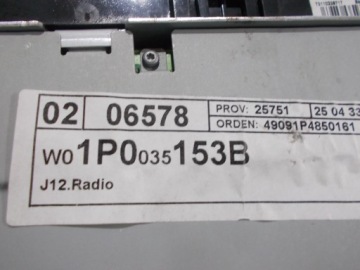 02 06578 PROV: 25751 25 04 33
ORDEN: 49091P4850161
W01P0035153B
J12.Radio